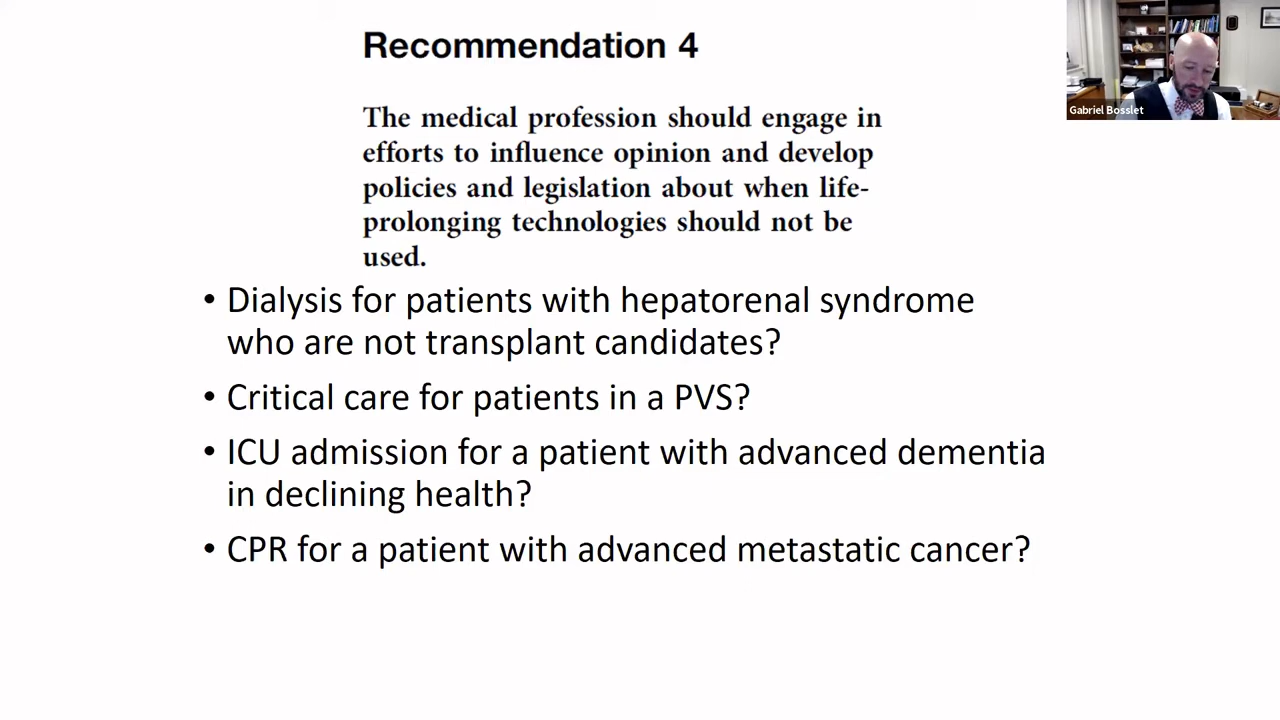 Recommendation 4
The medical profession should engage in
efforts to influence opinion and develop
policies and legislation about when life-
prolonging technologies should not be
used.
• Dialysis for patients with hepatorenal syndrome
who are not transplant candidates?
• Critical care for patients in a PVS?
• ICU admission for a patient with advanced dementia
in declining health?
• CPR for a patient with advanced metastatic cancer?
Gabriel Bosslet